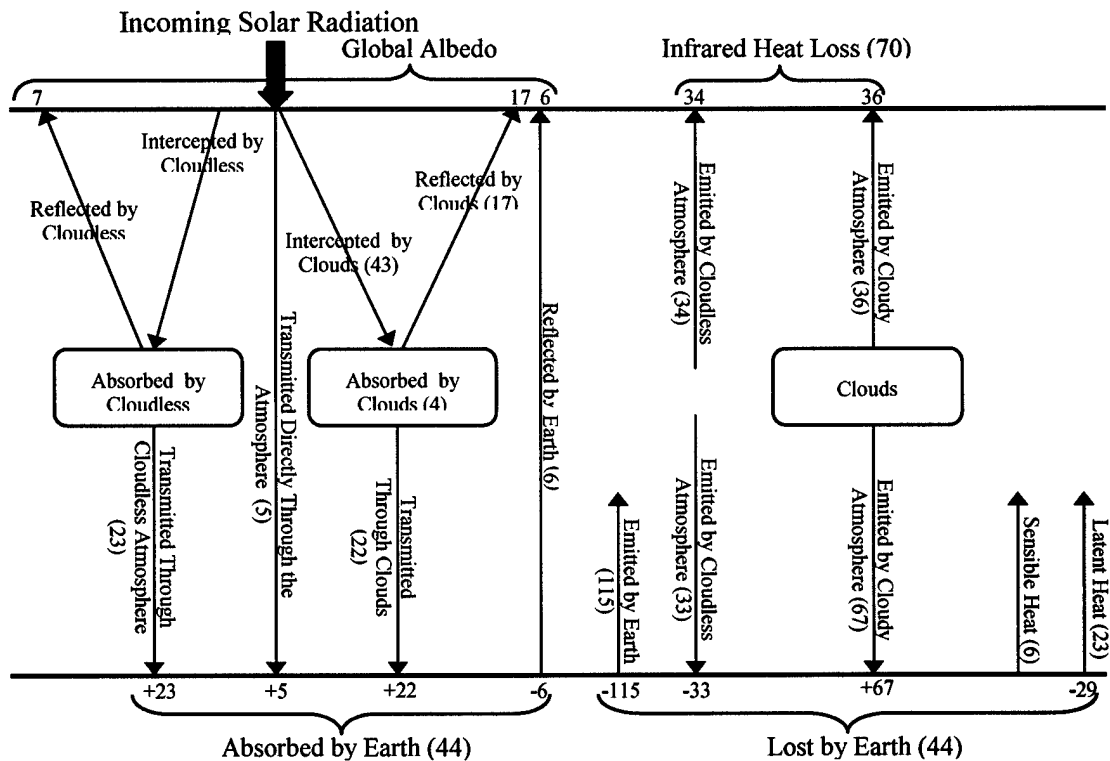 Incoming Solar Radiation
Global Albedo
Infrared Heat Loss (70)
7
17 6
34
36
Intercepted by
Cloudless
Reflected by
Cloudless
Reflected by
Clouds (17)
Intercepted by
Clouds (43)
Emitted by Cloudless
Atmosphere (34)
Emitted by Cloudy
Atmosphere (36)
Absorbed by
Cloudless
Absorbed by
Clouds (4)
Clouds
Transmitted Through
Cloudless Atmosphere
(23)
Transmitted Directly Through the
Atmosphere (5)
Transmitted
Through Clouds
(22)
Reflected by Earth (6)
Emitted by Earth
(115)
Emitted by Cloudless
Atmosphere (33)
Emitted by Cloudy
Atmosphere (67)
Sensible Heat (6)
Latent Heat (23)
+23
+5
+22
-6
-115
-33
+67
-29
Absorbed by Earth (44)
Lost by Earth (44)